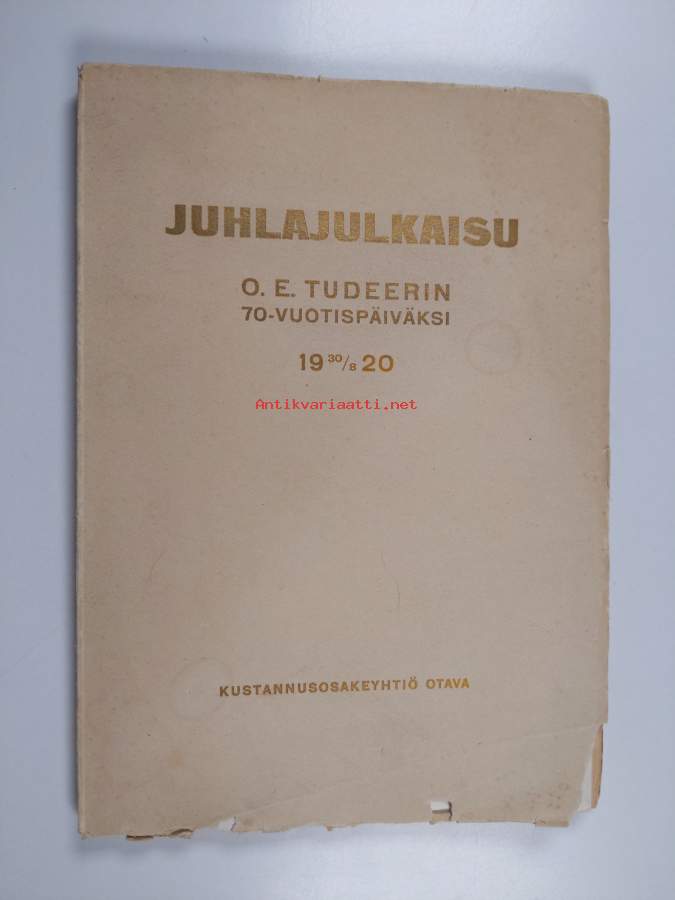 JUHLAJULKAISU
O. E. TUDEERIN
70-VUOTISPÄIVÄKSI
19 30/8 20
Antikvariaatti.net
KUSTANNUSOSAKEYHTIÖ OTAVA